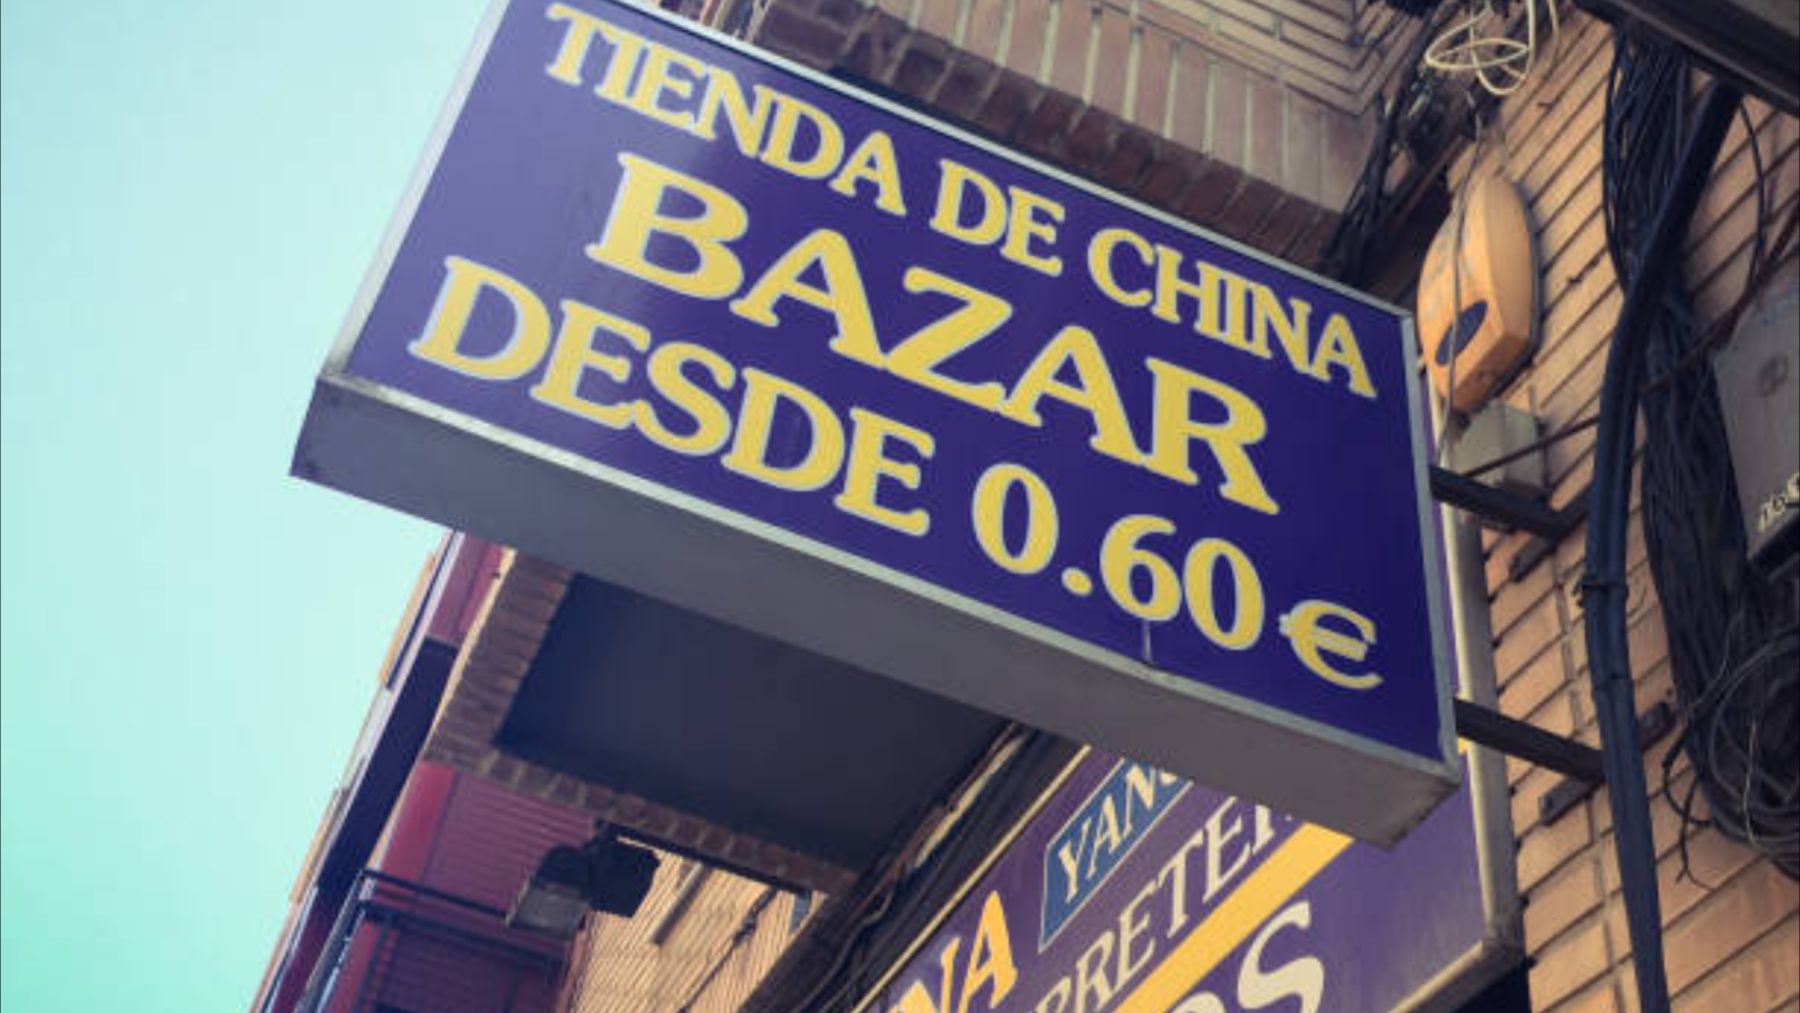 TIENDA DE CHINA
BAZAR
DESDE 0.60€